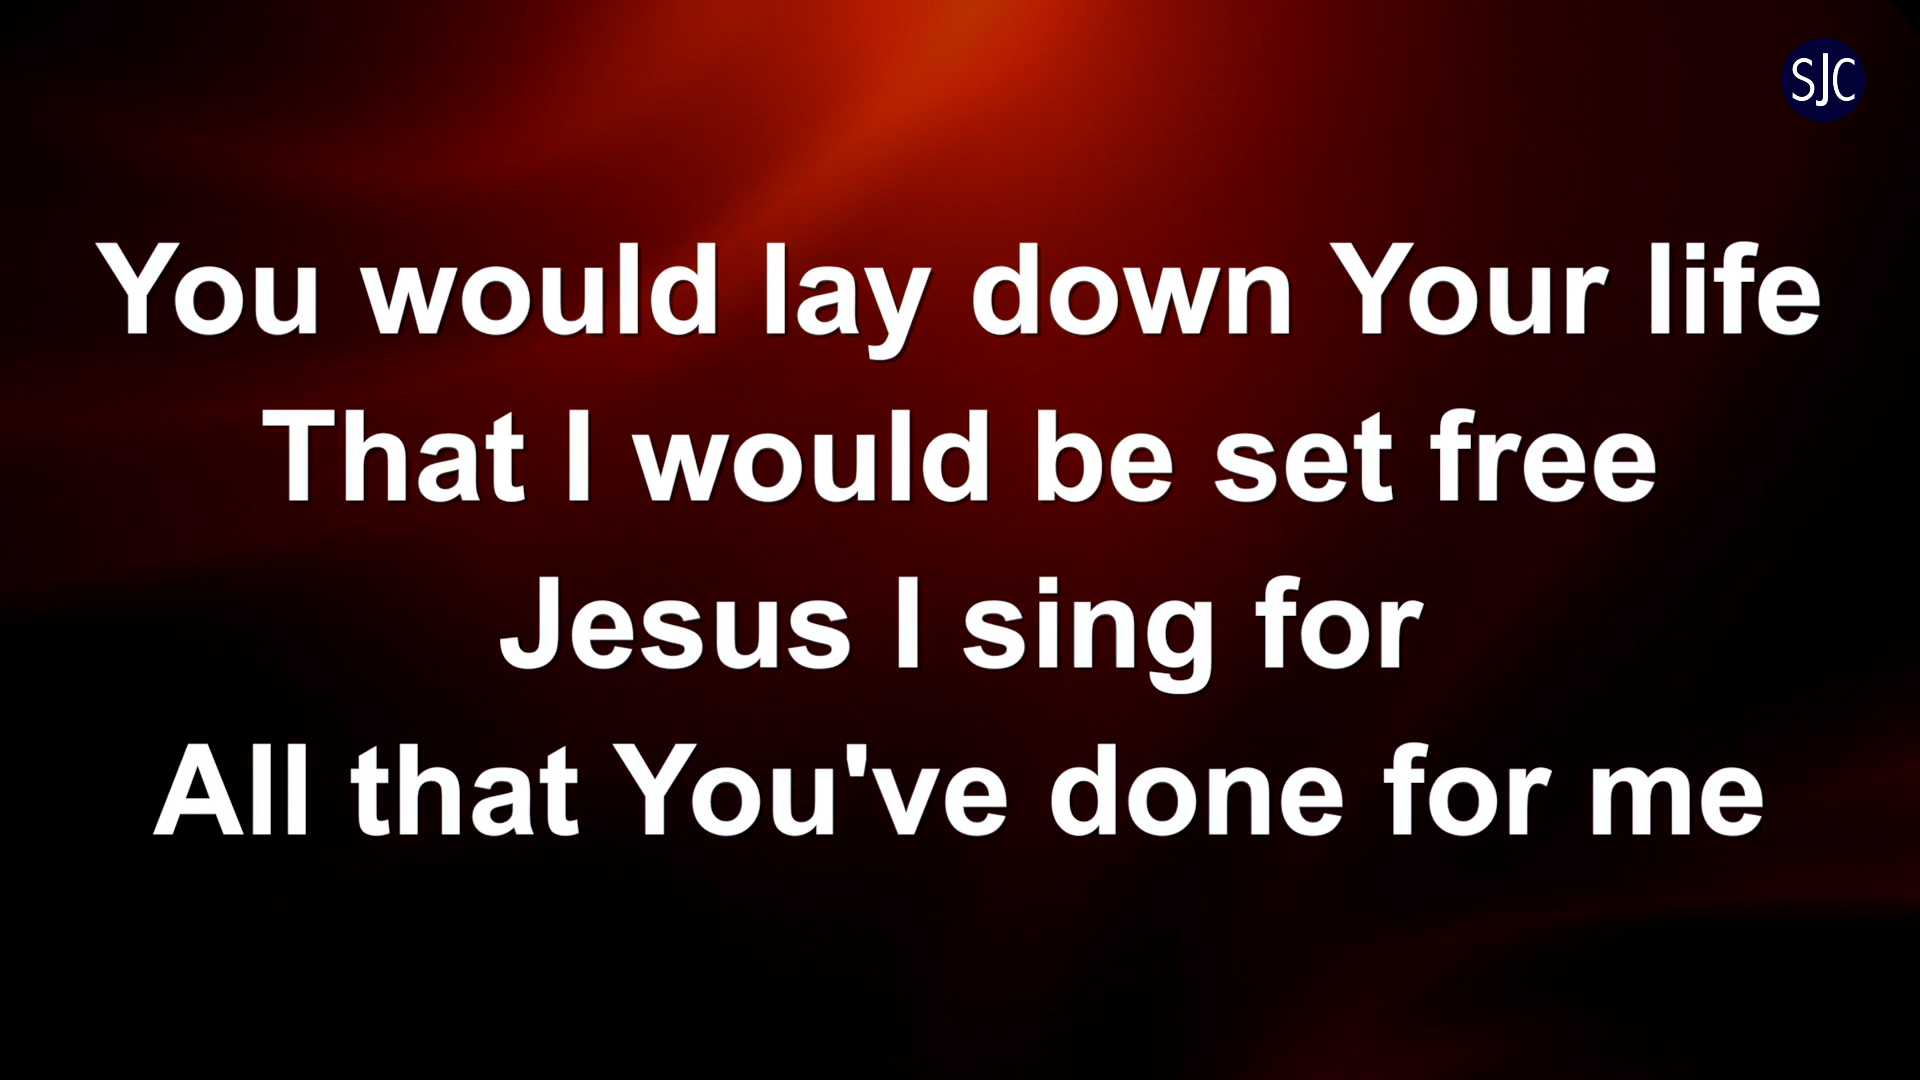 SJC
You would lay down Your life
That I would be set free
Jesus I sing for
All that You've done for me